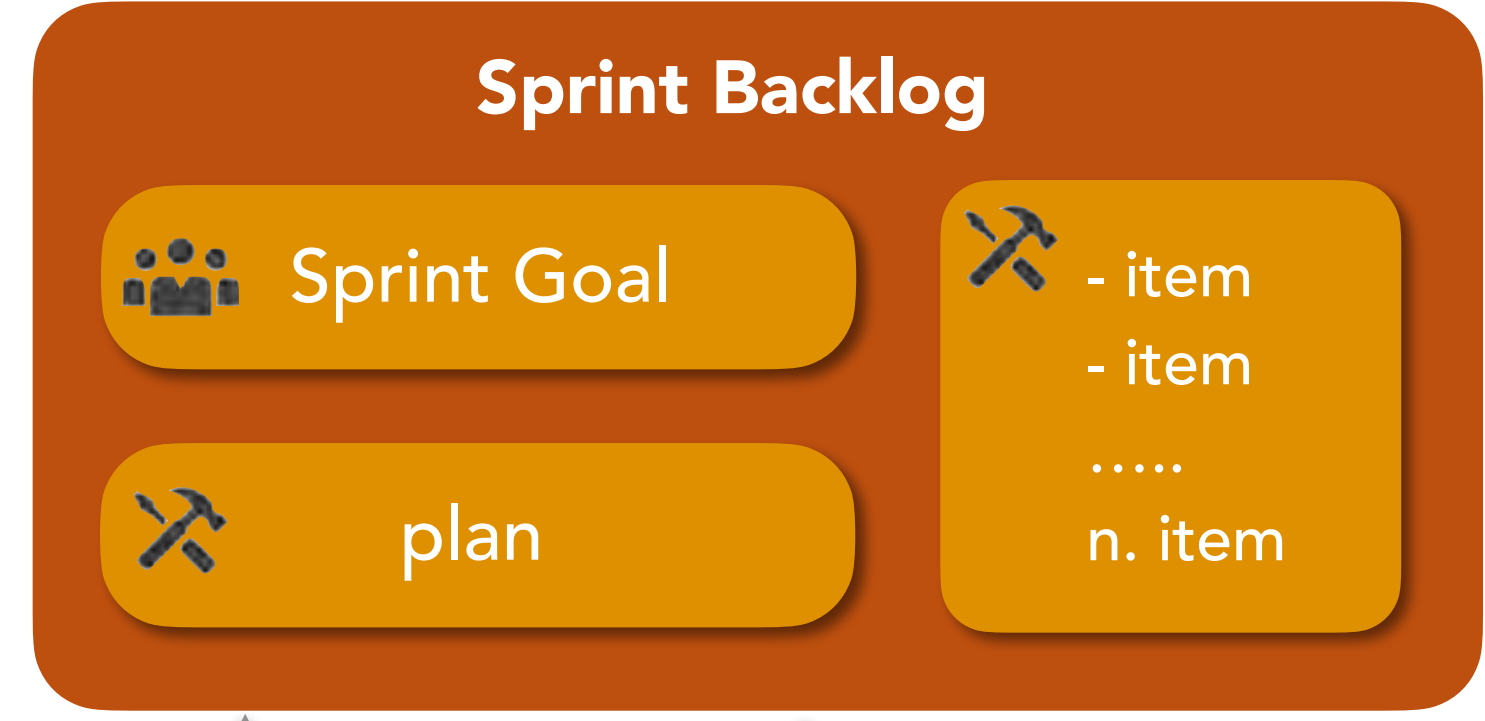 Sprint Backlog
Sprint Goal
plan
- item
- item
.....
n. item